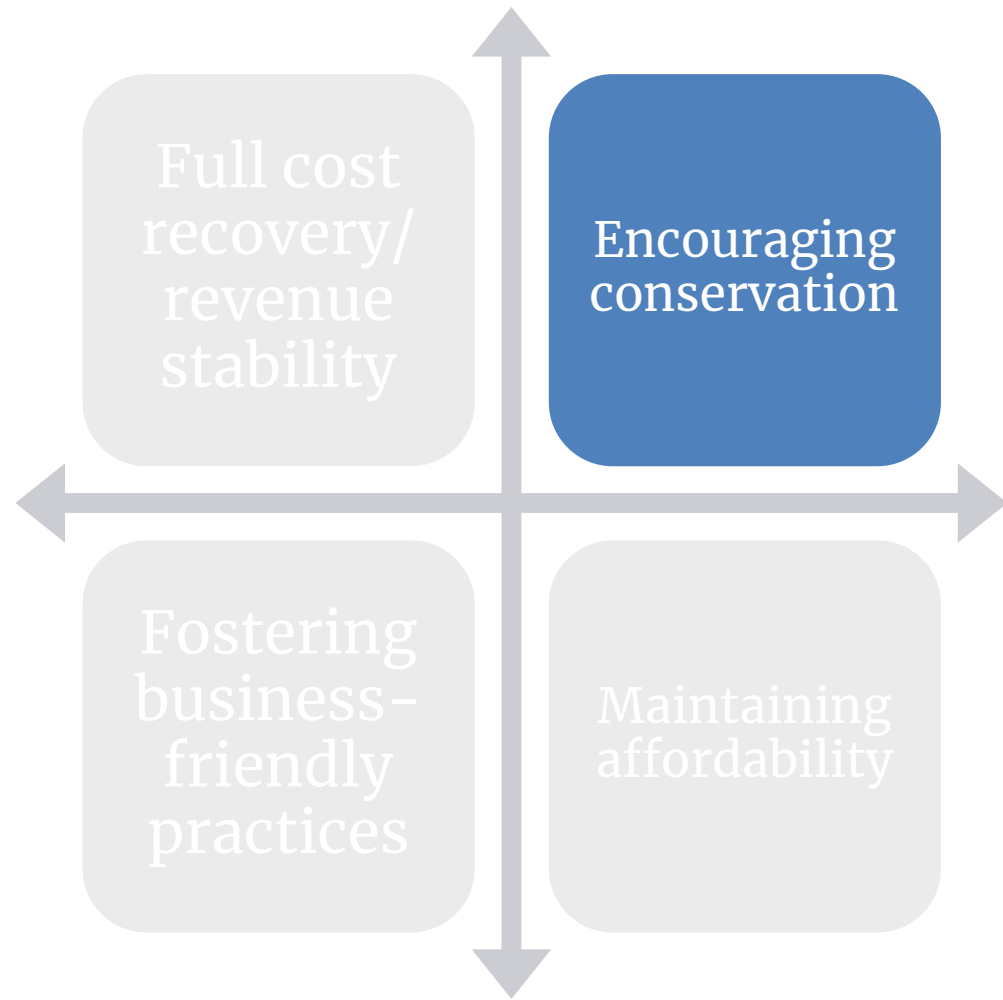 Full cost
recovery/
revenue
stability
Encouraging
conservation
Fostering
business-
friendly
practices
Maintaining
affordability